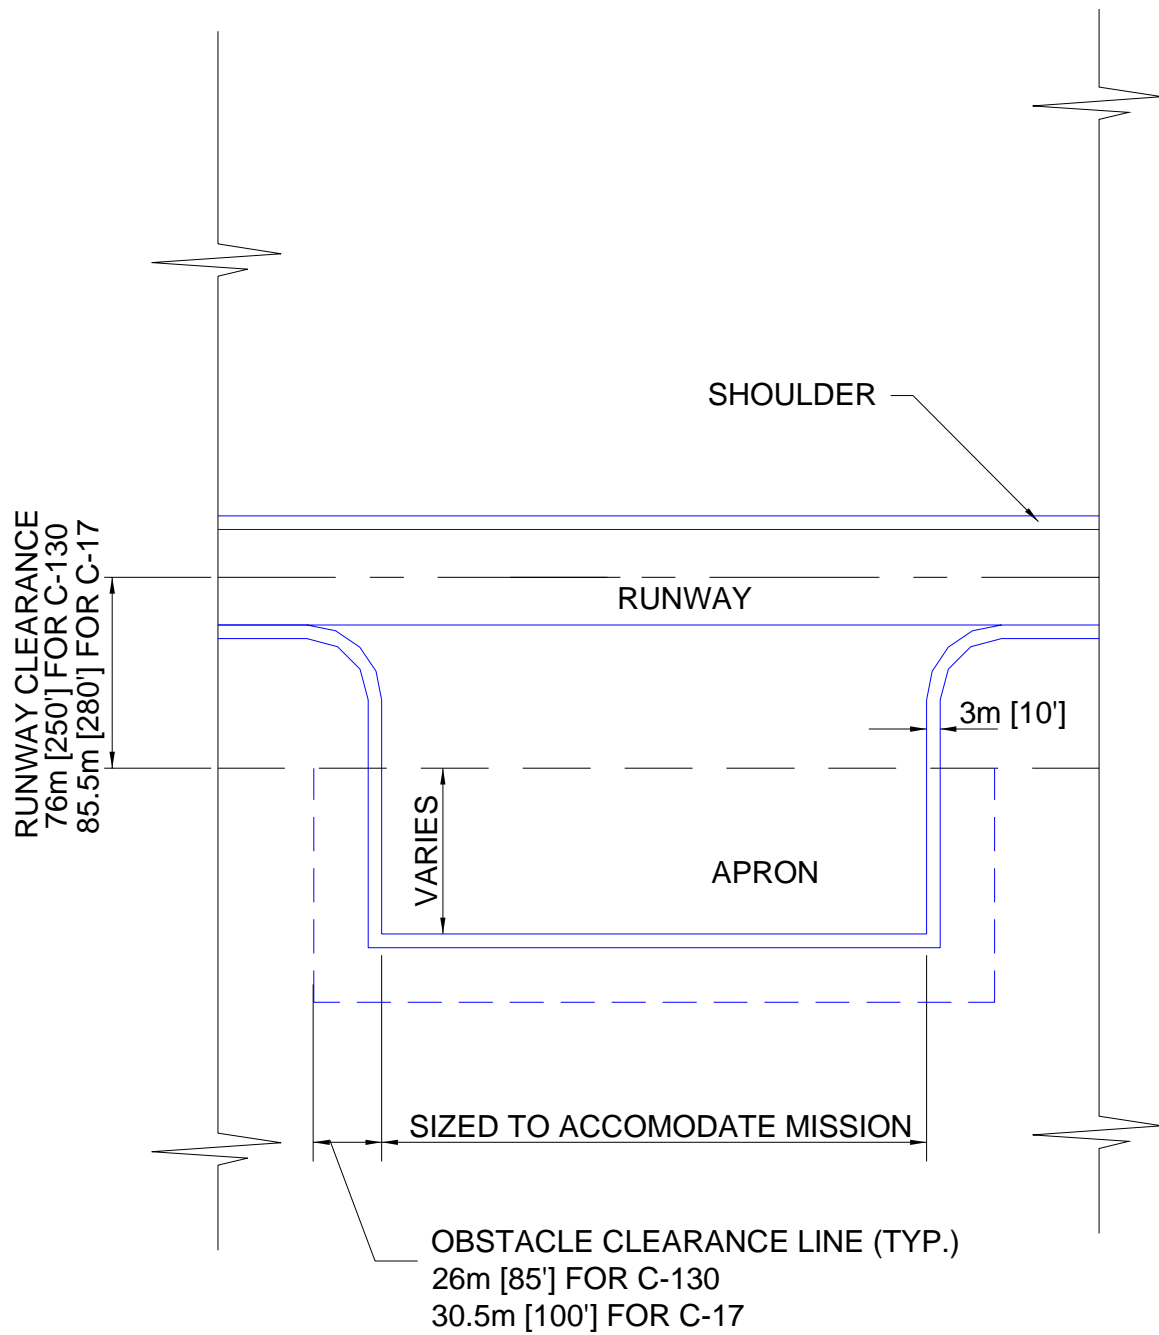 SHOULDER
RUNWAY CLEARANCE
76m [250'] FOR C-130
85.5m [280'] FOR C-17
RUNWAY
3m [10']
VARIES
APRON
SIZED TO ACCOMODATE MISSION
OBSTACLE CLEARANCE LINE (TYP.)
26m [85'] FOR C-130
30.5m [100'] FOR C-17